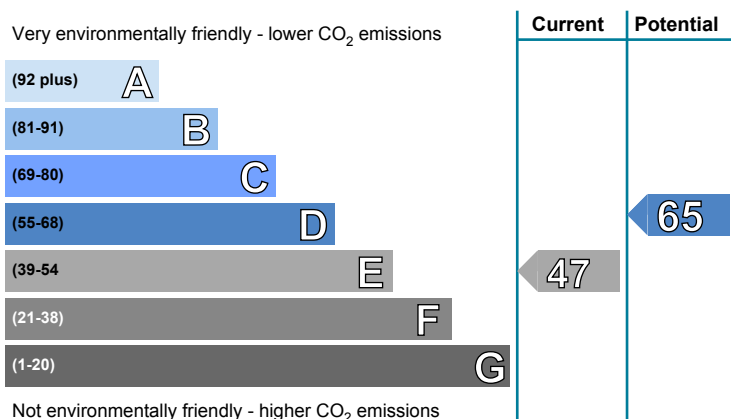 Current Potential
Very environmentally friendly - lower CO2 emissions
(92 plus) A
(81-91) B
(69-80) C
(55-68) D
65
(39-54 E
47
(21-38) F
(1-20) G
Not environmentally friendly - higher CO2 emissions